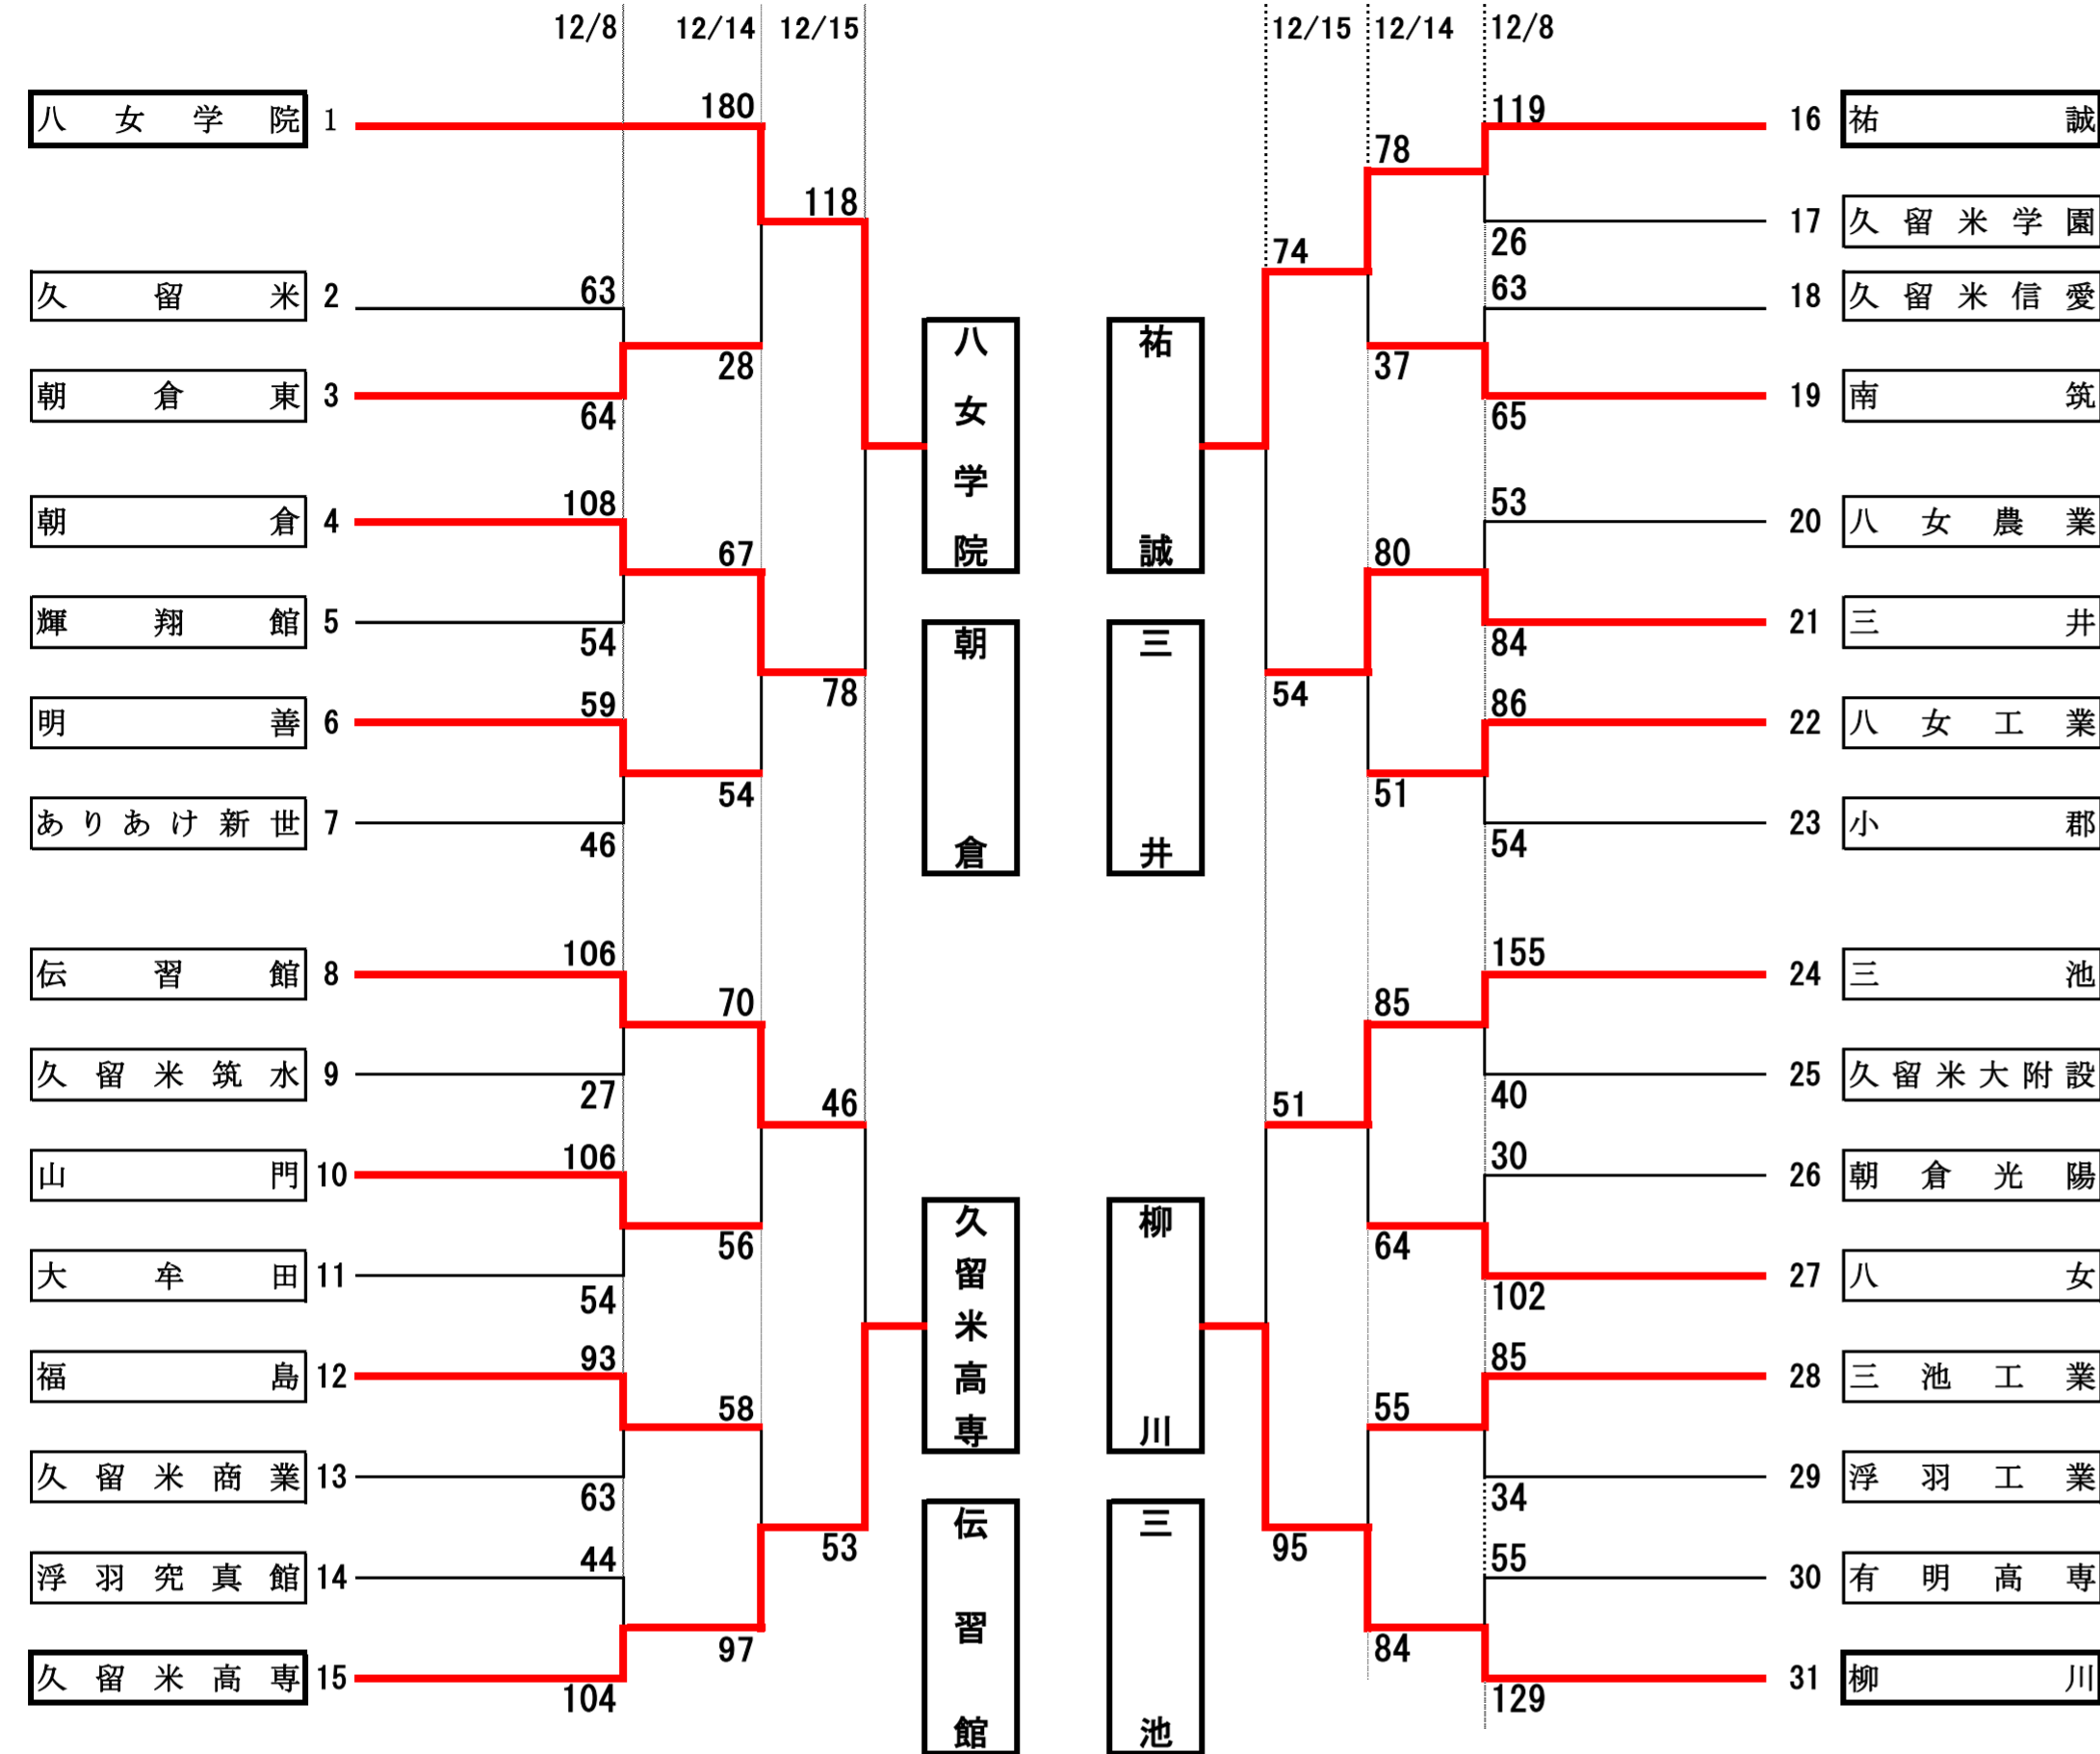 12/8 12/14 12/15 12/15 12/14 12/8
八女学院 1 180
118
久留米 2 63
28
朝倉東 3 64
朝倉 4 108
67
輝翔館 5 54
78
明善 6 59
54
ありあけ新世 7 46
伝習館 8 106
70
久留米筑水 9 27
46
山門 10 106
56
大牟田 11 54
福島 12 93
58
久留米商業 13 63
53
浮羽究真館 14 44
97
久留米高専 15 104
八女学院
朝倉
久留米高専
伝習館
祐誠
三井
柳川
三池
119 16 祐誠
78
26 17 久留米学園
74
63 18 久留米信愛
37
65 19 南筑
53 20 八女農業
80
84 21 三井
54
86 22 八女工業
51
54 23 小郡
155 24 三池
85
40 25 久留米大附設
51
30 26 朝倉光陽
64
102 27 八女
85 28 三池工業
55
34 29 浮羽工業
95
55 30 有明高専
84
129 31 柳川